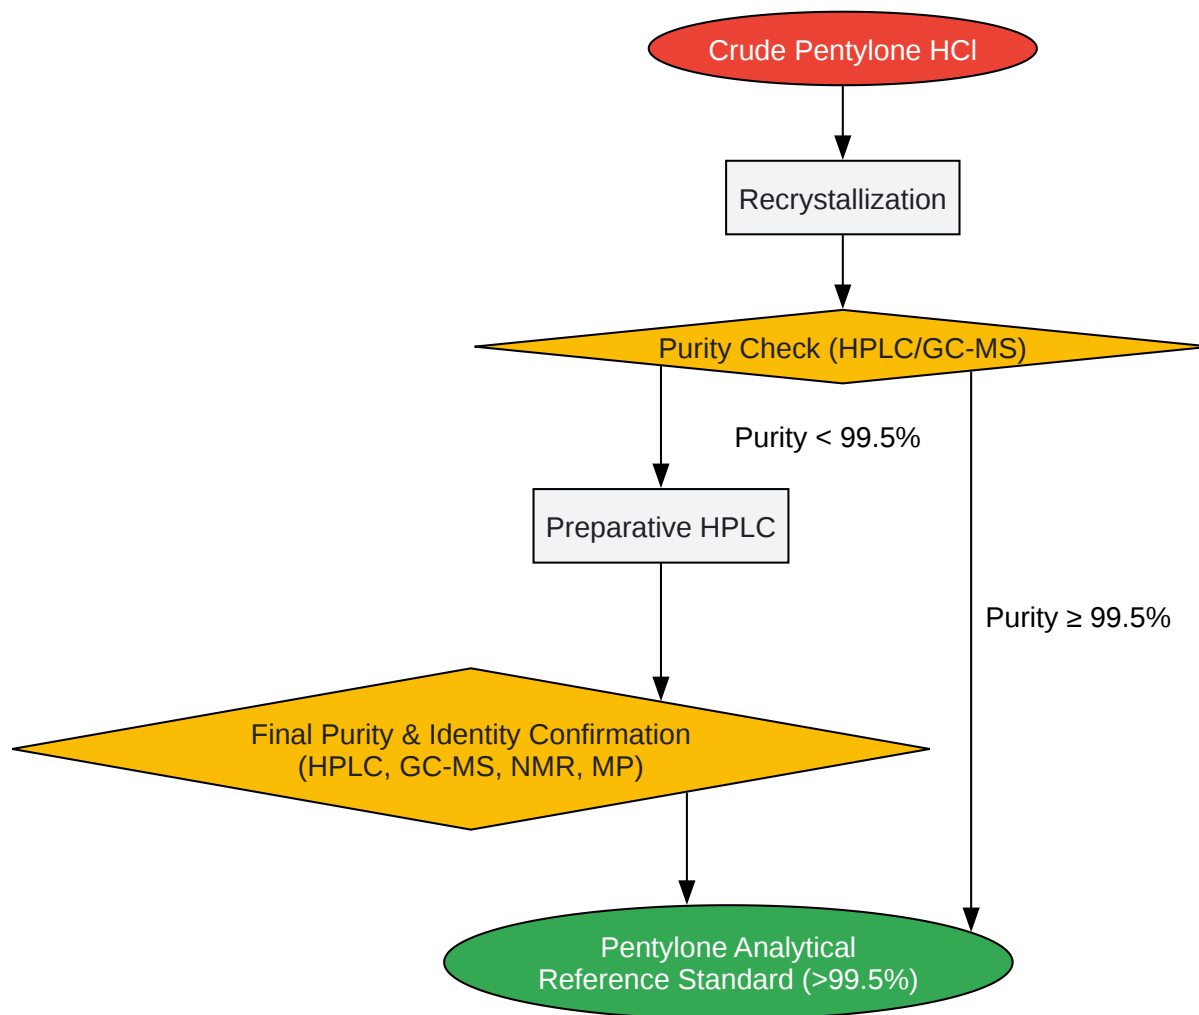 Crude Pentylone HCl
Recrystallization
Purity Check (HPLC/GC-MS)
Purity < 99.5%
Preparative HPLC
Purity ≥ 99.5%
Final Purity & Identity Confirmation
(HPLC, GC-MS, NMR, MP)
Pentylone Analytical
Reference Standard (>99.5%)